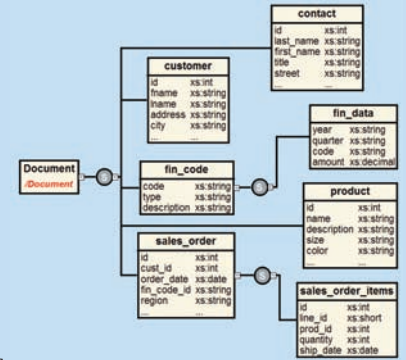 contact
id xs:int
last_name xs:string
first_name xs:string
title xs:string
street xs:string
... ...
customer
id xs:int
fname xs:string
lname xs:string
address xs:string
city xs:string
... ...
fin_data
year xs:string
quarter xs:string
code xs:string
amount xs:decimal
Document
/Document
S
fin_code
code xs:string
type xs:string
description xs:string
S
product
id xs:int
name xs:string
description xs:string
size xs:string
color xs:string
... ...
sales_order
id xs:int
cust_id xs:int
order_date xs:date
fin_code_id xs:string
region xs:string
... ...
S
sales_order_items
id xs:int
line_id xs:short
prod_id xs:int
quantity xs:int
ship_date xs:date